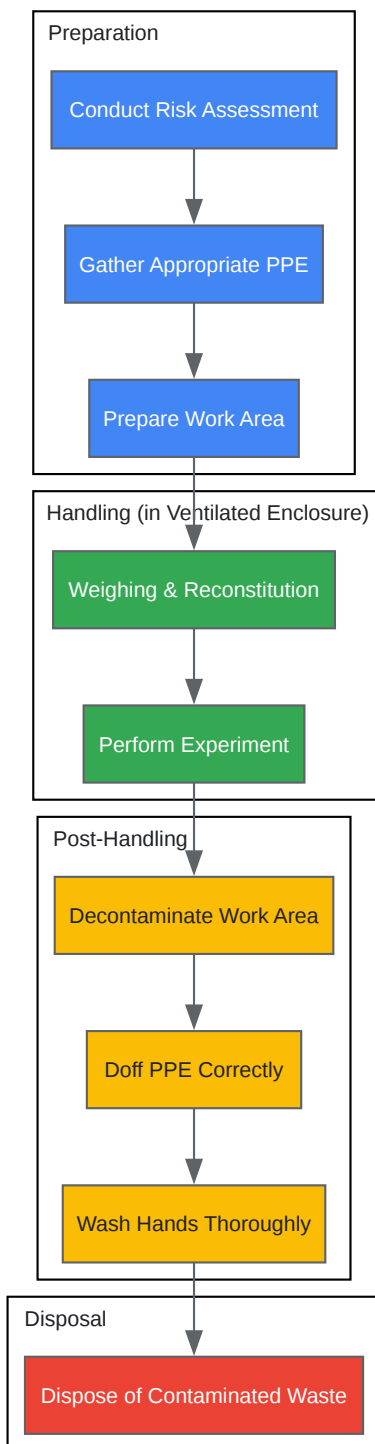 Preparation
Conduct Risk Assessment
Gather Appropriate PPE
Prepare Work Area
Handling (in Ventilated Enclosure)
Weighing & Reconstitution
Perform Experiment
Post-Handling
Decontaminate Work Area
Doff PPE Correctly
Wash Hands Thoroughly
Disposal
Dispose of Contaminated Waste